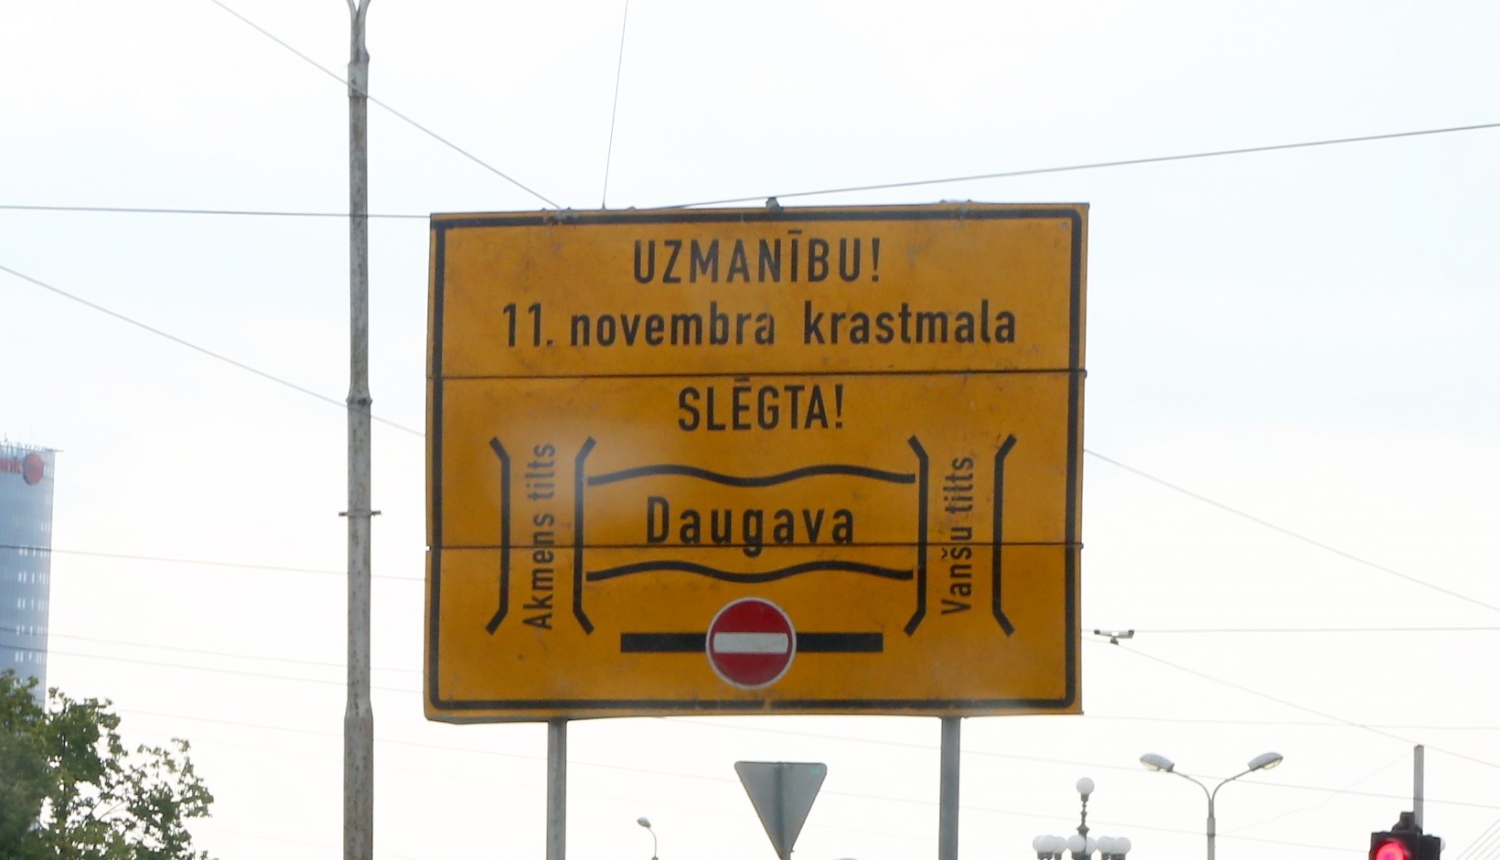 UZMANĪBU!
11. novembra krastmala
SLĒGTA!
Akmens tilts
Daugava
Vanšu tilts